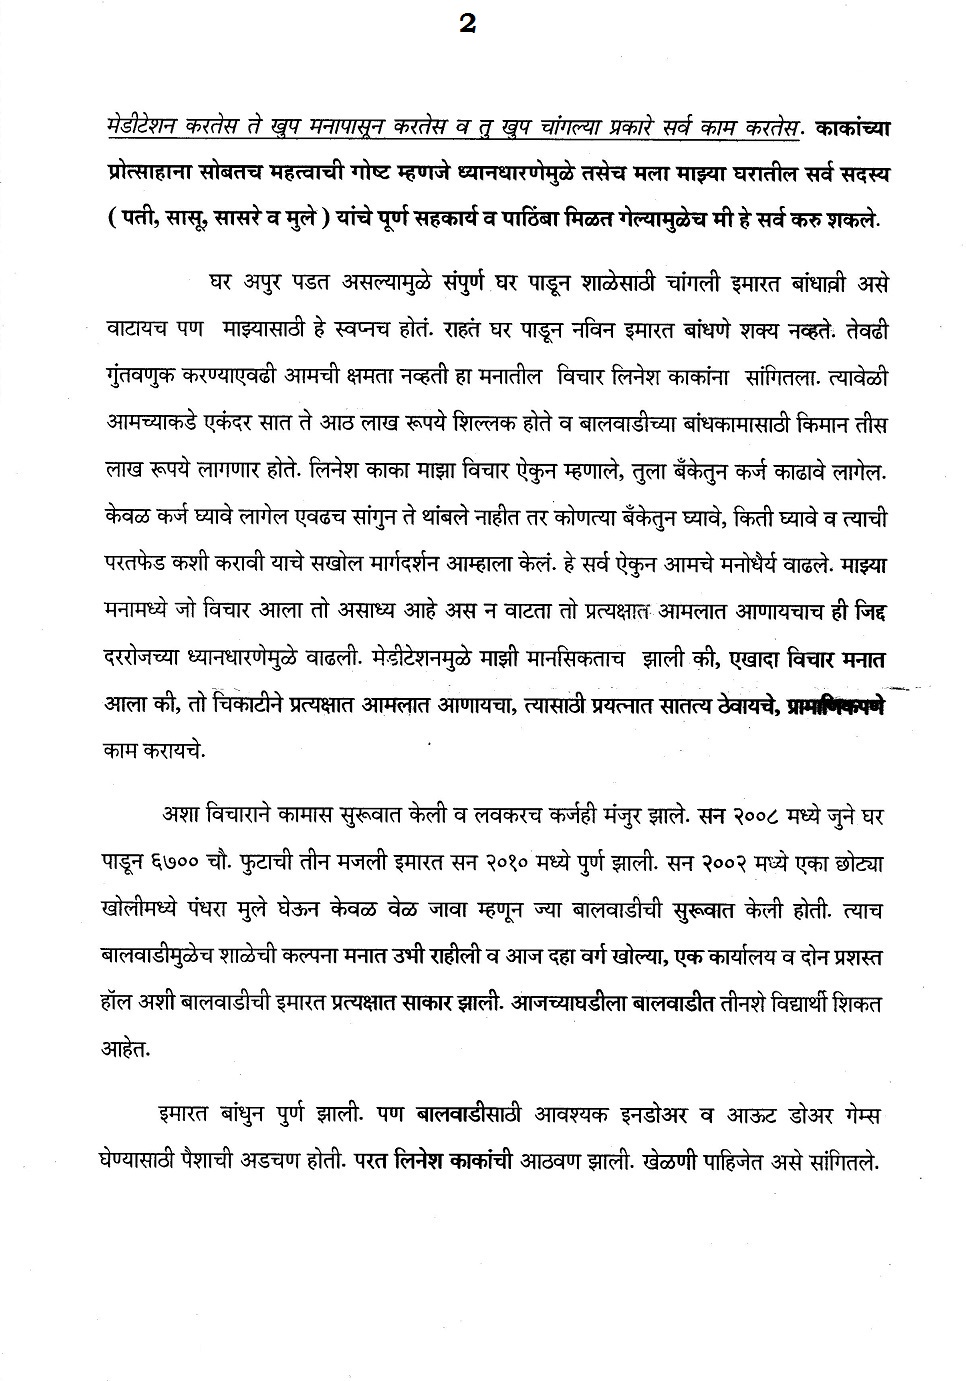 2
मेडीटेशन करतेस ते खुप मनापासून करतेस व तु खुप चांगल्या प्रकारे सर्व काम करतेस. काकांच्या
प्रोत्साहाना सोबतच महत्वाची गोष्ट म्हणजे ध्यानधारणेमुळे तसेच मला माझ्या घरातील सर्व सदस्य
( पती, सासू, सासरे व मुले ) यांचे पूर्ण सहकार्य व पाठिंबा मिळत गेल्यामुळेच मी हे सर्व करु शकले.
घर अपुर पडत असल्यामुळे संपुर्ण घर पाडून शाळेसाठी चांगली इमारत बांधावी असे
वाटायच पण माझ्यासाठी हे स्वप्नच होतं. राहतं घर पाडून नविन इमारत बांधणे शक्य नव्हते. तेवढी
गुंतवणुक करण्याएवढी आमची क्षमता नव्हती हा मनातील विचार लिनेश काकांना सांगितला. त्यावेळी
आमच्याकडे एकंदर सात ते आठ लाख रूपये शिल्लक होते व बालवाडीच्या बांधकामासाठी किमान तीस
लाख रूपये लागणार होते. लिनेश काका माझा विचार ऐकुन म्हणाले, तुला बँकेतुन कर्ज काढावे लागेल.
केवळ कर्ज घ्यावे लागेल एवढच सांगुन ते थांबले नाहीत तर कोणत्या बँकेतुन घ्यावे, किती घ्यावे व त्याची
परतफेड कशी करावी याचे सखोल मार्गदर्शन आम्हाला केलं. हे सर्व ऐकुन आमचे मनोधैर्य वाढले. माझ्या
मनामध्ये जो विचार आला तो असाध्य आहे अस न वाटता तो प्रत्यक्षात आमलात आणायचाच ही जिद्द
दररोजच्या ध्यानधारणेमुळे वाढली. मेडीटेशनमुळे माझी मानसिकताच झाली की, एखादा विचार मनात
आला की, तो चिकाटीने प्रत्यक्षात आमलात आणायचा, त्यासाठी प्रयत्नात सातत्य ठेवायचे, प्रामाणिकपणे
काम करायचे.
अशा विचाराने कामास सुरूवात केली व लवकरच कर्जही मंजुर झाले. सन २००८ मध्ये जुने घर
पाडून ६७०० चौ. फुटाची तीन मजली इमारत सन २०१० मध्ये पुर्ण झाली. सन २००२ मध्ये एका छोट्या
खोलीमध्ये पंधरा मुले घेऊन केवळ वेळ जावा म्हणून ज्या बालवाडीची सुरूवात केली होती. त्याच
बालवाडीमुळेच शाळेची कल्पना मनात उभी राहीली व आज दहा वर्ग खोल्या, एक कार्यालय व दोन प्रशस्त
हॉल अशी बालवाडीची इमारत प्रत्यक्षात साकार झाली. आजच्याघडीला बालवाडीत तीनशे विद्यार्थी शिकत
आहेत.
इमारत बांधुन पुर्ण झाली. पण बालवाडीसाठी आवश्यक इनडोअर व आऊट डोअर गेम्स
घेण्यासाठी पैशाची अडचण होती. परत लिनेश काकांची आठवण झाली. खेळणी पाहिजेत असे सांगितले.